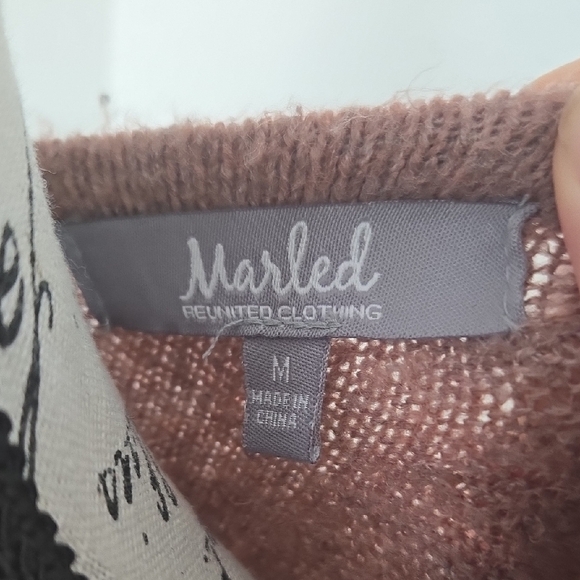 Marled
REUNITED CLOTHING
M
MADE IN
CHINA